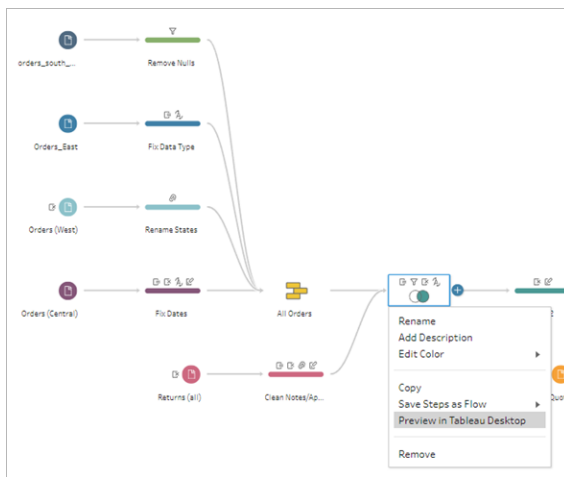 orders_south_...
Remove Nulls
Orders_East
Fix Data Type
Orders (West)
Rename States
Orders (Central)
Fix Dates
All Orders
Returns (all)
Clean Notes/Ap...
Rename
Add Description
Edit Color
Copy
Save Steps as Flow
Preview in Tableau Desktop
Remove
Quot